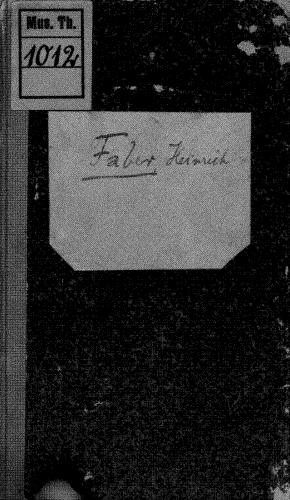 Mus. Th.
1012
Faber Heinrich